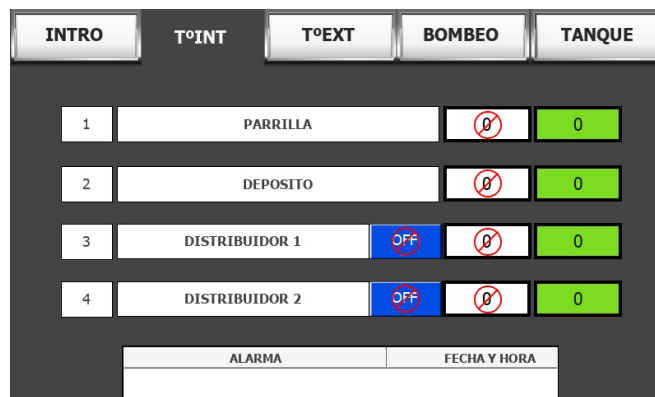 INTRO TºINT TºEXT BOMBEO TANQUE
1 PARRILLA 0 0
2 DEPOSITO 0 0
3 DISTRIBUIDOR 1 OFF 0 0
4 DISTRIBUIDOR 2 OFF 0 0
ALARMA FECHA Y HORA